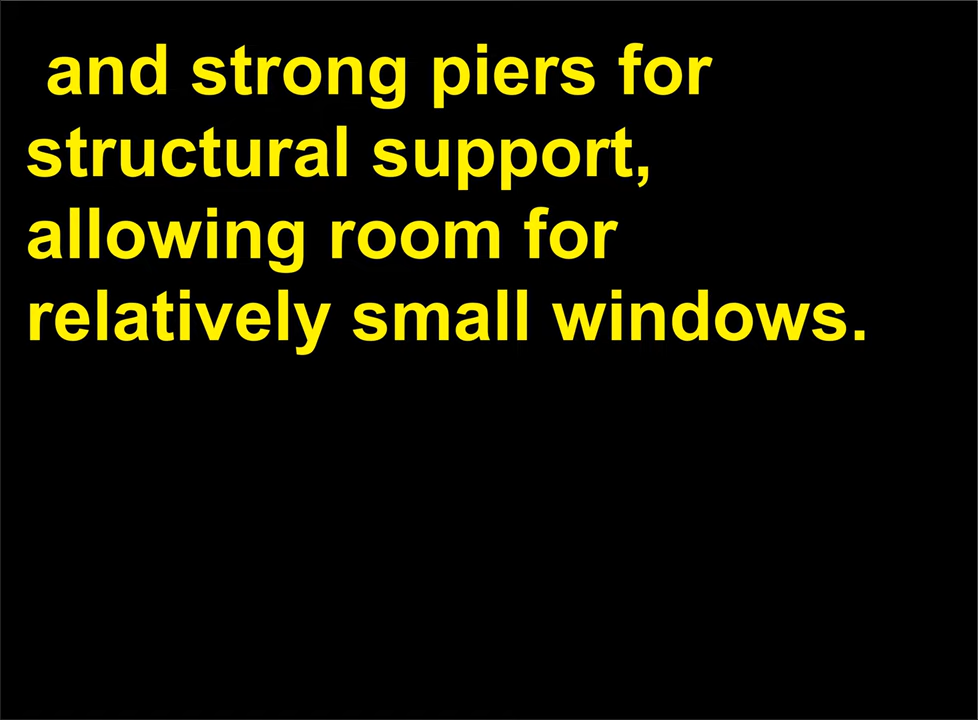 and strong piers for
structural support,
allowing room for
relatively small windows.